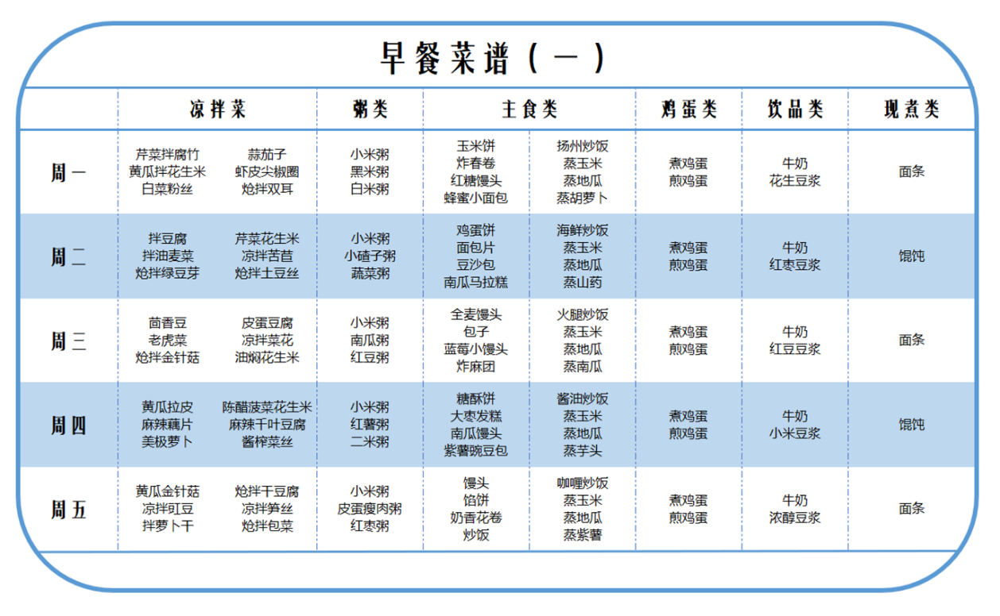 早餐菜谱(一)
凉拌菜 粥类 主食类 鸡蛋类 饮品类 现煮类
周一
芹菜拌腐竹 蒜茄子
黄瓜拌花生米 虾皮尖椒圈
白菜粉丝 炝拌双耳
小米粥
黑米粥
白米粥
玉米饼 扬州炒饭
炸春卷 蒸玉米
红糖馒头 蒸地瓜
蜂蜜小面包 蒸胡萝卜
煮鸡蛋
煎鸡蛋
牛奶
花生豆浆
面条
周二
拌豆腐 芹菜花生米
拌油麦菜 凉拌苦苣
炝拌绿豆芽 炝拌土豆丝
小米粥
小碴子粥
蔬菜粥
鸡蛋饼 海鲜炒饭
面包片 蒸玉米
豆沙包 蒸地瓜
南瓜马拉糕 蒸山药
煮鸡蛋
煎鸡蛋
牛奶
红枣豆浆
馄饨
周三
茴香豆 皮蛋豆腐
老虎菜 凉拌菜花
炝拌金针菇 油焖花生米
小米粥
南瓜粥
红豆粥
全麦馒头 火腿炒饭
包子 蒸玉米
蓝莓小馒头 蒸地瓜
炸麻团 蒸南瓜
煮鸡蛋
煎鸡蛋
牛奶
红豆豆浆
面条
周四
黄瓜拉皮 陈醋菠菜花生米
麻辣藕片 麻辣千叶豆腐
美极萝卜 酱榨菜丝
小米粥
红薯粥
二米粥
糖酥饼 酱油炒饭
大枣发糕 蒸玉米
南瓜馒头 蒸地瓜
紫薯豌豆包 蒸芋头
煮鸡蛋
煎鸡蛋
牛奶
小米豆浆
馄饨
周五
黄瓜金针菇 炝拌干豆腐
凉拌豇豆 凉拌笋丝
拌萝卜干 炝拌包菜
小米粥
皮蛋瘦肉粥
红枣粥
馒头 咖喱炒饭
馅饼 蒸玉米
奶香花卷 蒸地瓜
炒饭 蒸紫薯
煮鸡蛋
煎鸡蛋
牛奶
浓醇豆浆
面条